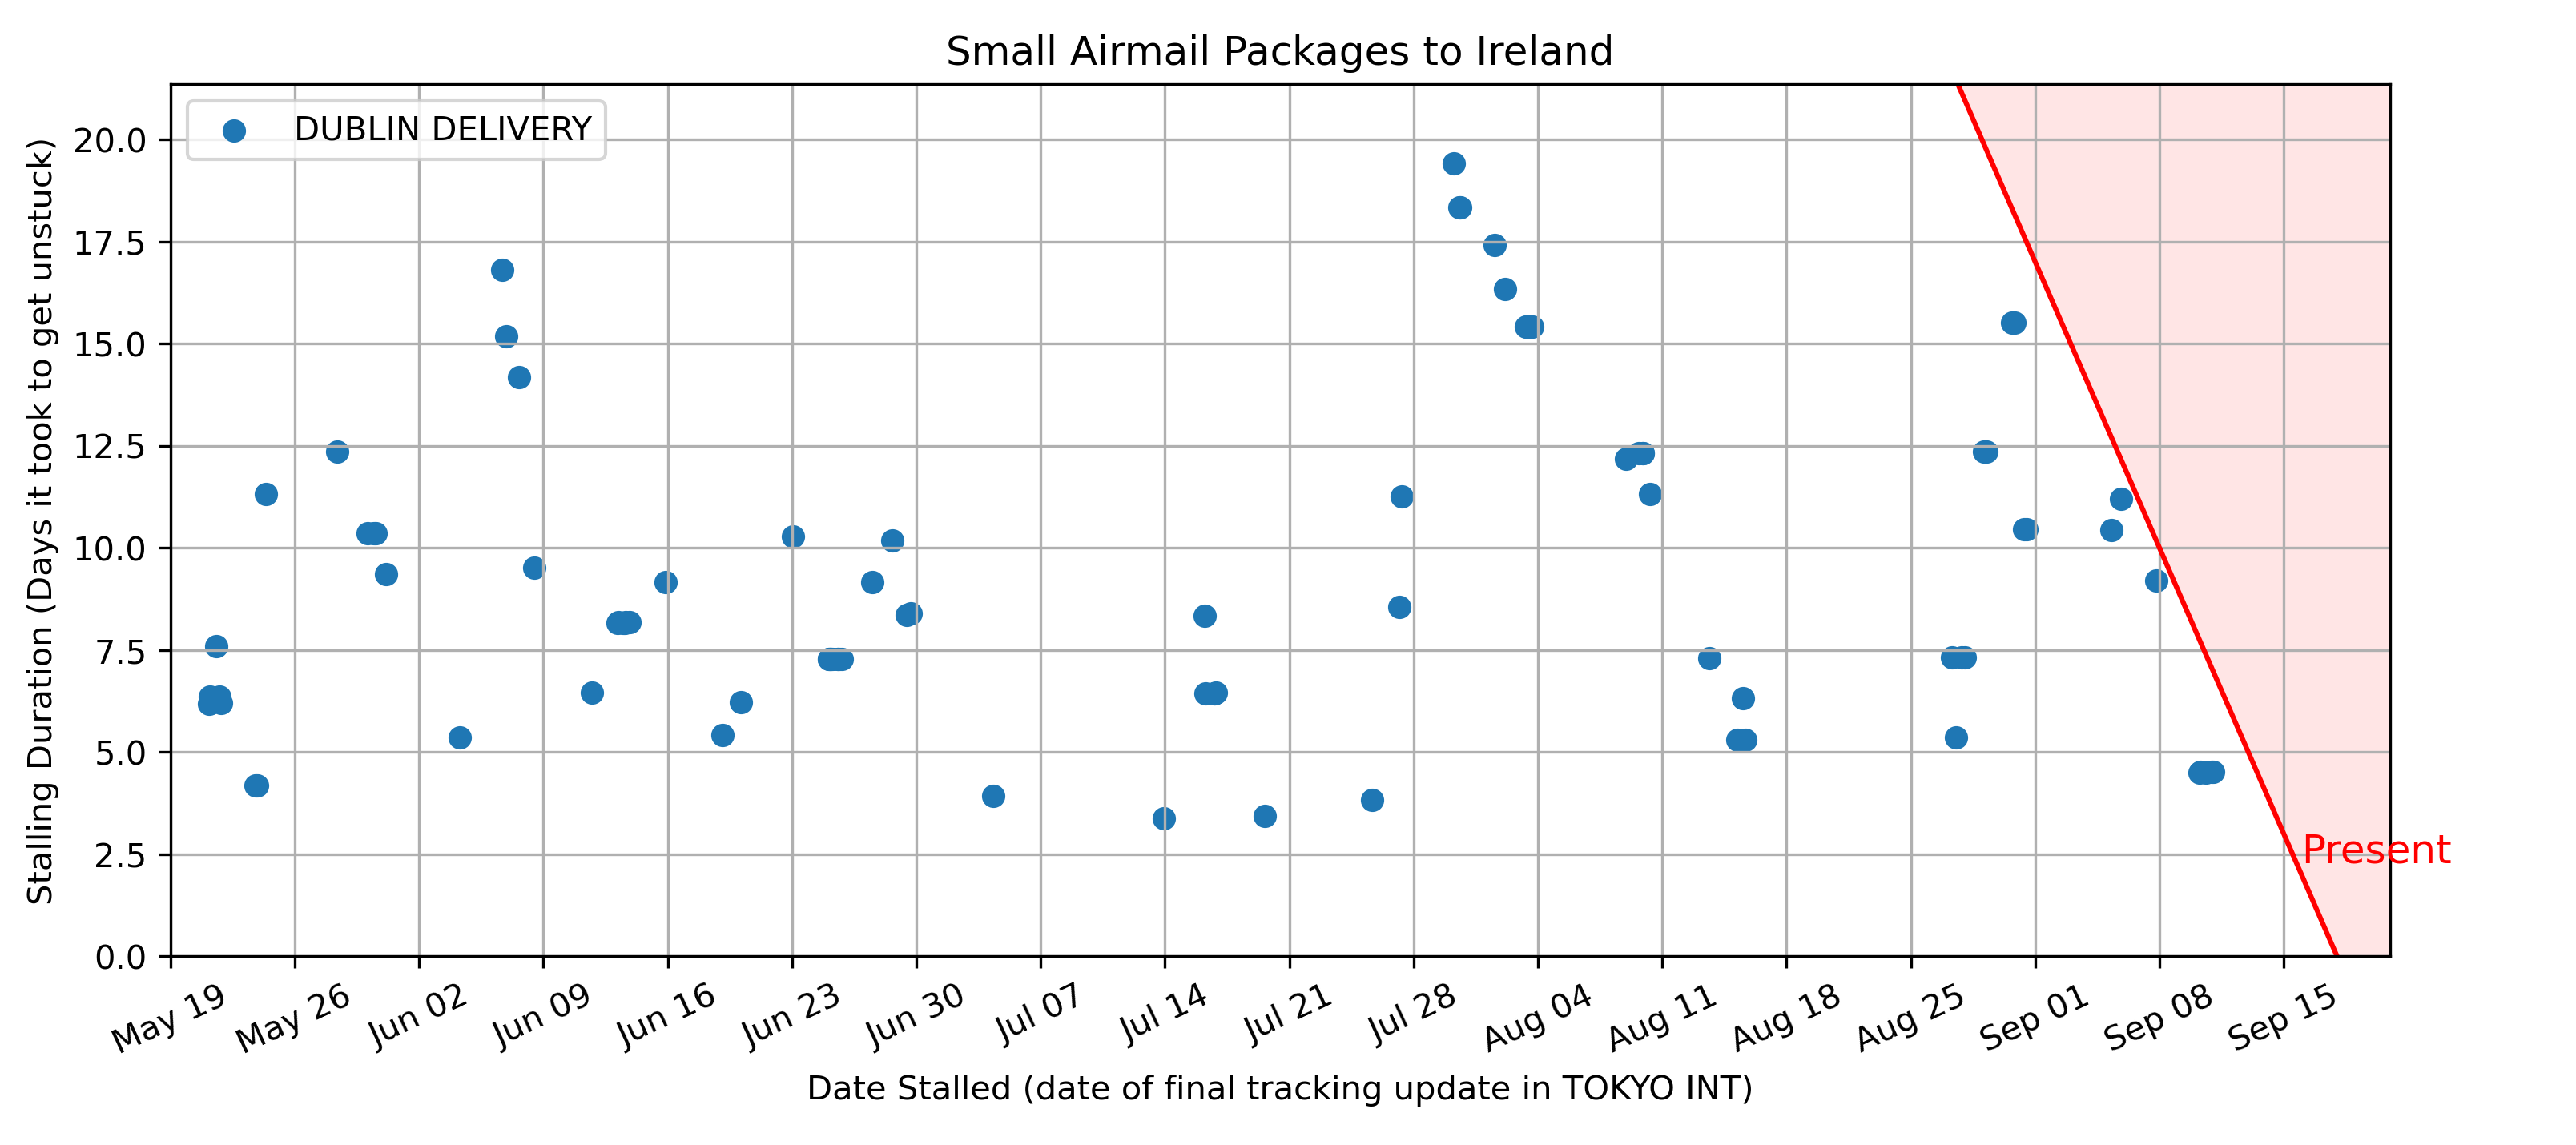 Small Airmail Packages to Ireland
DUBLIN DELIVERY
Stalling Duration (Days it took to get unstuck)
20.0
17.5
15.0
12.5
10.0
7.5
5.0
2.5
0.0
Present
May 19 May 26 Jun 02 Jun 09 Jun 16 Jun 23 Jun 30 Jul 07 Jul 14 Jul 21 Jul 28 Aug 04 Aug 11 Aug 18 Aug 25 Sep 01 Sep 08 Sep 15
Date Stalled (date of final tracking update in TOKYO INT)